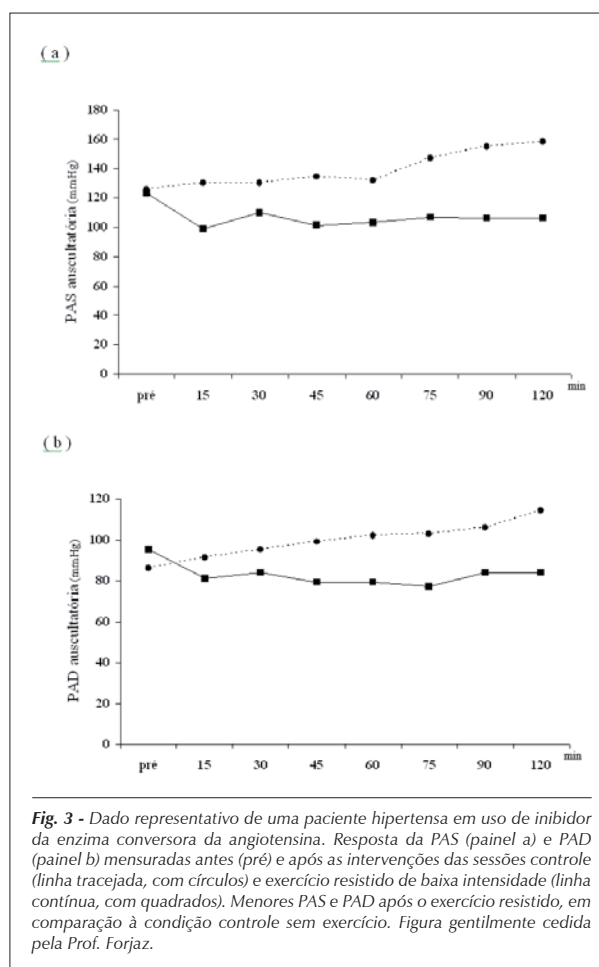 ( a )
180
160
140
120
100
80
60
40
20
0
PAS auscultatória (mmHg)
pré 15 30 45 60 75 90 120
min
( b )
120
100
80
60
40
20
0
PAD auscultatória (mmHg)
pré 15 30 45 60 75 90 120
min
Fig. 3 - Dado representativo de uma paciente hipertensa em uso de inibidor
da enzima conversora da angiotensina. Resposta da PAS (painel a) e PAD
(painel b) mensuradas antes (pré) e após as intervenções das sessões controle
(linha tracejada, com círculos) e exercício resistido de baixa intensidade (linha
contínua, com quadrados). Menores PAS e PAD após o exercício resistido, em
comparação à condição controle sem exercício. Figura gentilmente cedida
pela Prof. Forjaz.